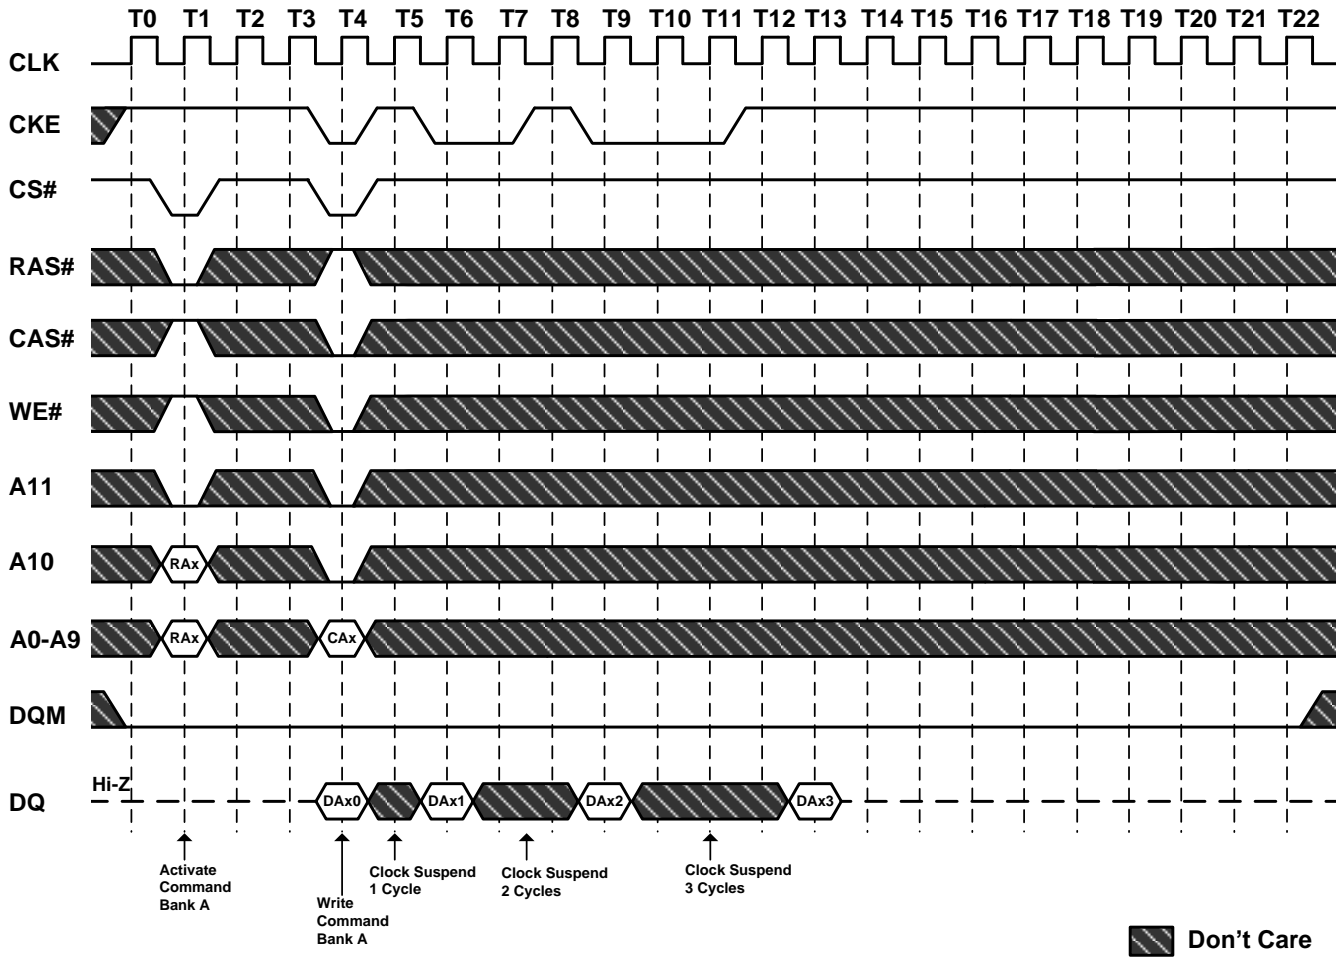 T0 T1 T2 T3 T4 T5 T6 T7 T8 T9 T10 T11 T12 T13 T14 T15 T16 T17 T18 T19 T20 T21 T22
CLK
CKE
CS#
RAS#
CAS#
WE#
A11
A10
RAx
A0-A9
RAx
CAx
DQM
Hi-Z
DQ
DAx0
DAx1
DAx2
DAx3
Activate
Command
Bank A
Write
Command
Bank A
Clock Suspend
1 Cycle
Clock Suspend
2 Cycles
Clock Suspend
3 Cycles
Don't Care